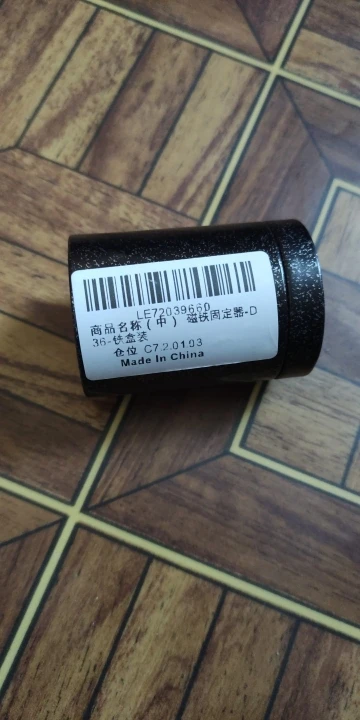 LE72039660
商品名称（中） 磁铁固定器-D
36-铁盒装
仓位 C7.2.01.03
Made In China